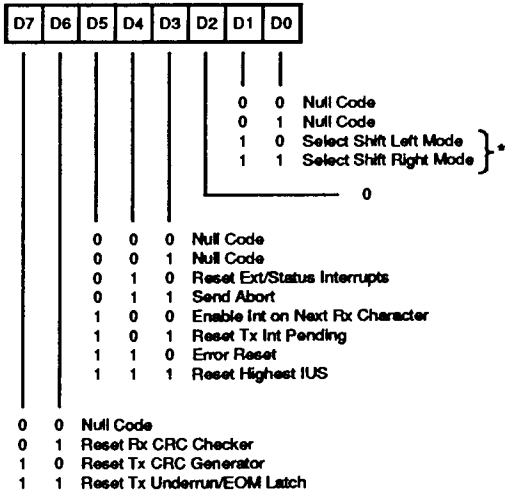 D7 D6 D5 D4 D3 D2 D1 D0
0 0 Null Code
0 1 Null Code
1 0 Select Shift Left Mode
1 1 Select Shift Right Mode
*
0
0 0 0 Null Code
0 0 1 Null Code
0 1 0 Reset Ext/Status Interrupts
0 1 1 Send Abort
1 0 0 Enable Int on Next Rx Character
1 0 1 Reset Tx Int Pending
1 1 0 Error Reset
1 1 1 Reset Highest IUS
0 0 Null Code
0 1 Reset Rx CRC Checker
1 0 Reset Tx CRC Generator
1 1 Reset Tx Underrun/EOM Latch